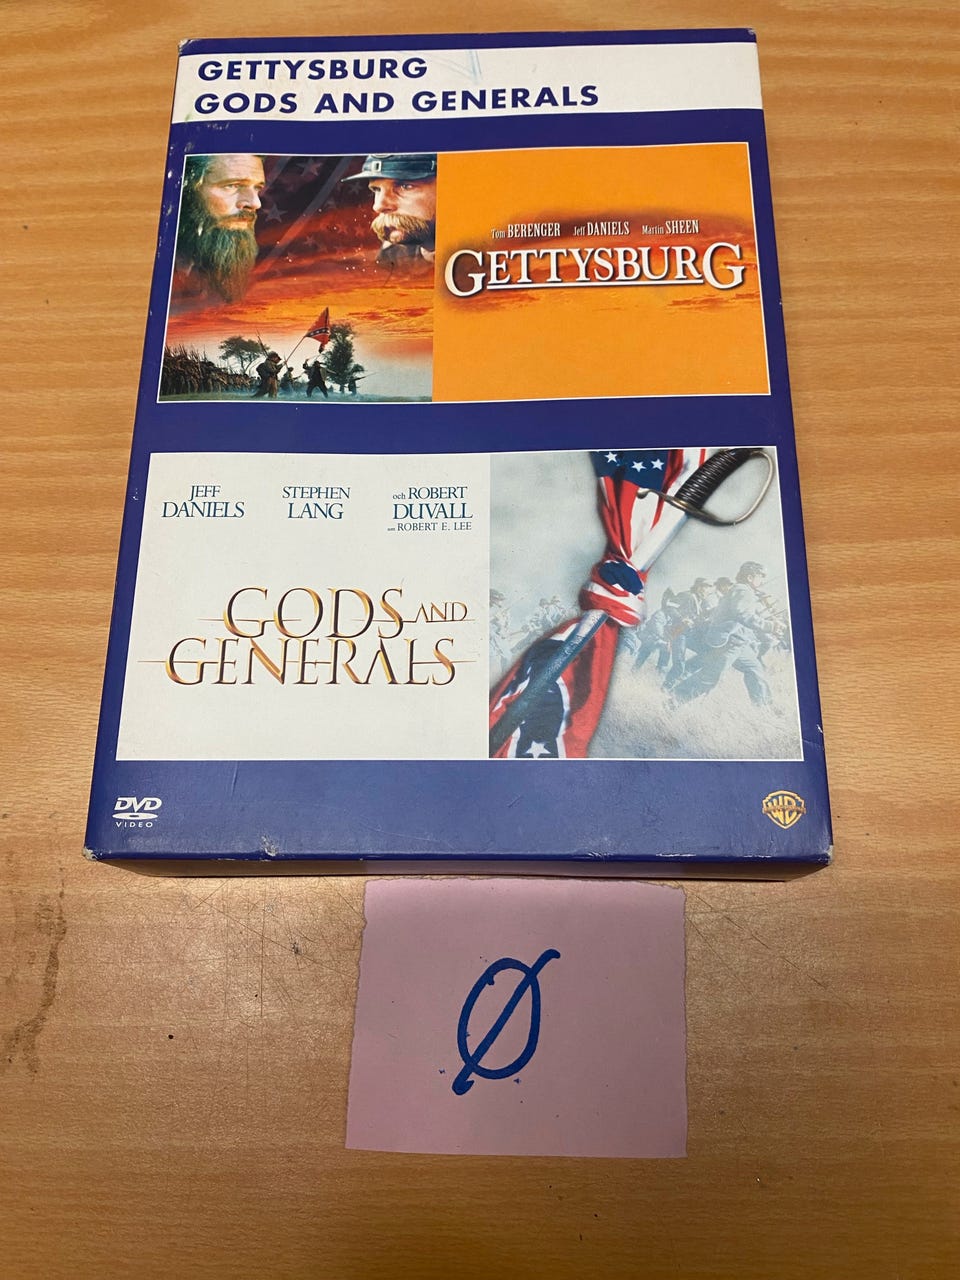 GETTYSBURG
GODS AND GENERALS
Tom BERENGER Jeff DANIELS Martin SHEEN
GETTYSBURG
JEFF
DANIELS
STEPHEN
LANG
och ROBERT
DUVALL
som ROBERT E. LEE
GODS AND
GENERALS
DVD
VIDEO
WB
Ø